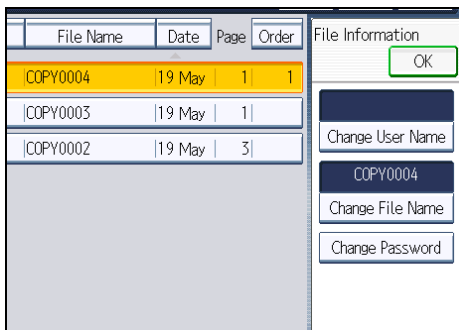 File Name Date Page Order
COPY0004 19 May 1 1
COPY0003 19 May 1
COPY0002 19 May 3
File Information
OK
Change User Name
COPY0004
Change File Name
Change Password